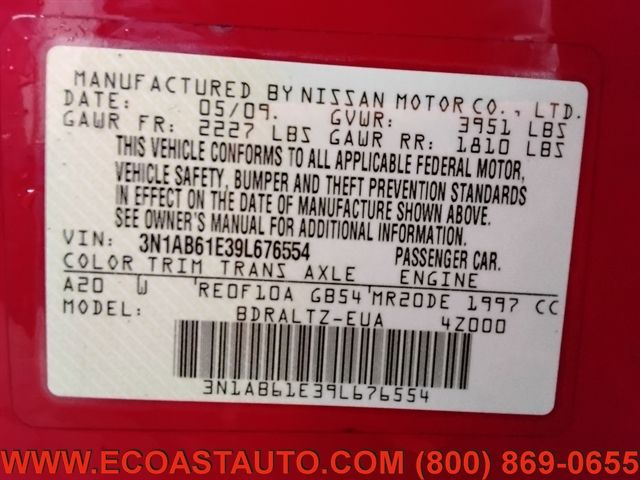 MANUFACTURED BY NISSAN MOTOR CO., LTD.
DATE: 05/09. GVWR: 3951 LBS
GAWR FR: 2227 LBS GAWR RR: 1810 LBS
THIS VEHICLE CONFORMS TO ALL APPLICABLE FEDERAL MOTOR,
VEHICLE SAFETY, BUMPER AND THEFT PREVENTION STANDARDS
IN EFFECT ON THE DATE OF MANUFACTURE SHOWN ABOVE.
SEE OWNER'S MANUAL FOR ADDITIONAL INFORMATION.
VIN: 3N1AB61E39L676554 PASSENGER CAR.
COLOR TRIM TRANS AXLE ENGINE
A20 W RE0F10A GB54 MR20DE 1997 CC
MODEL: BDRALTZ-EUA 4Z000
3N1AB61E39L676554
WWW.ECOASTAUTO.COM (800) 869-0655